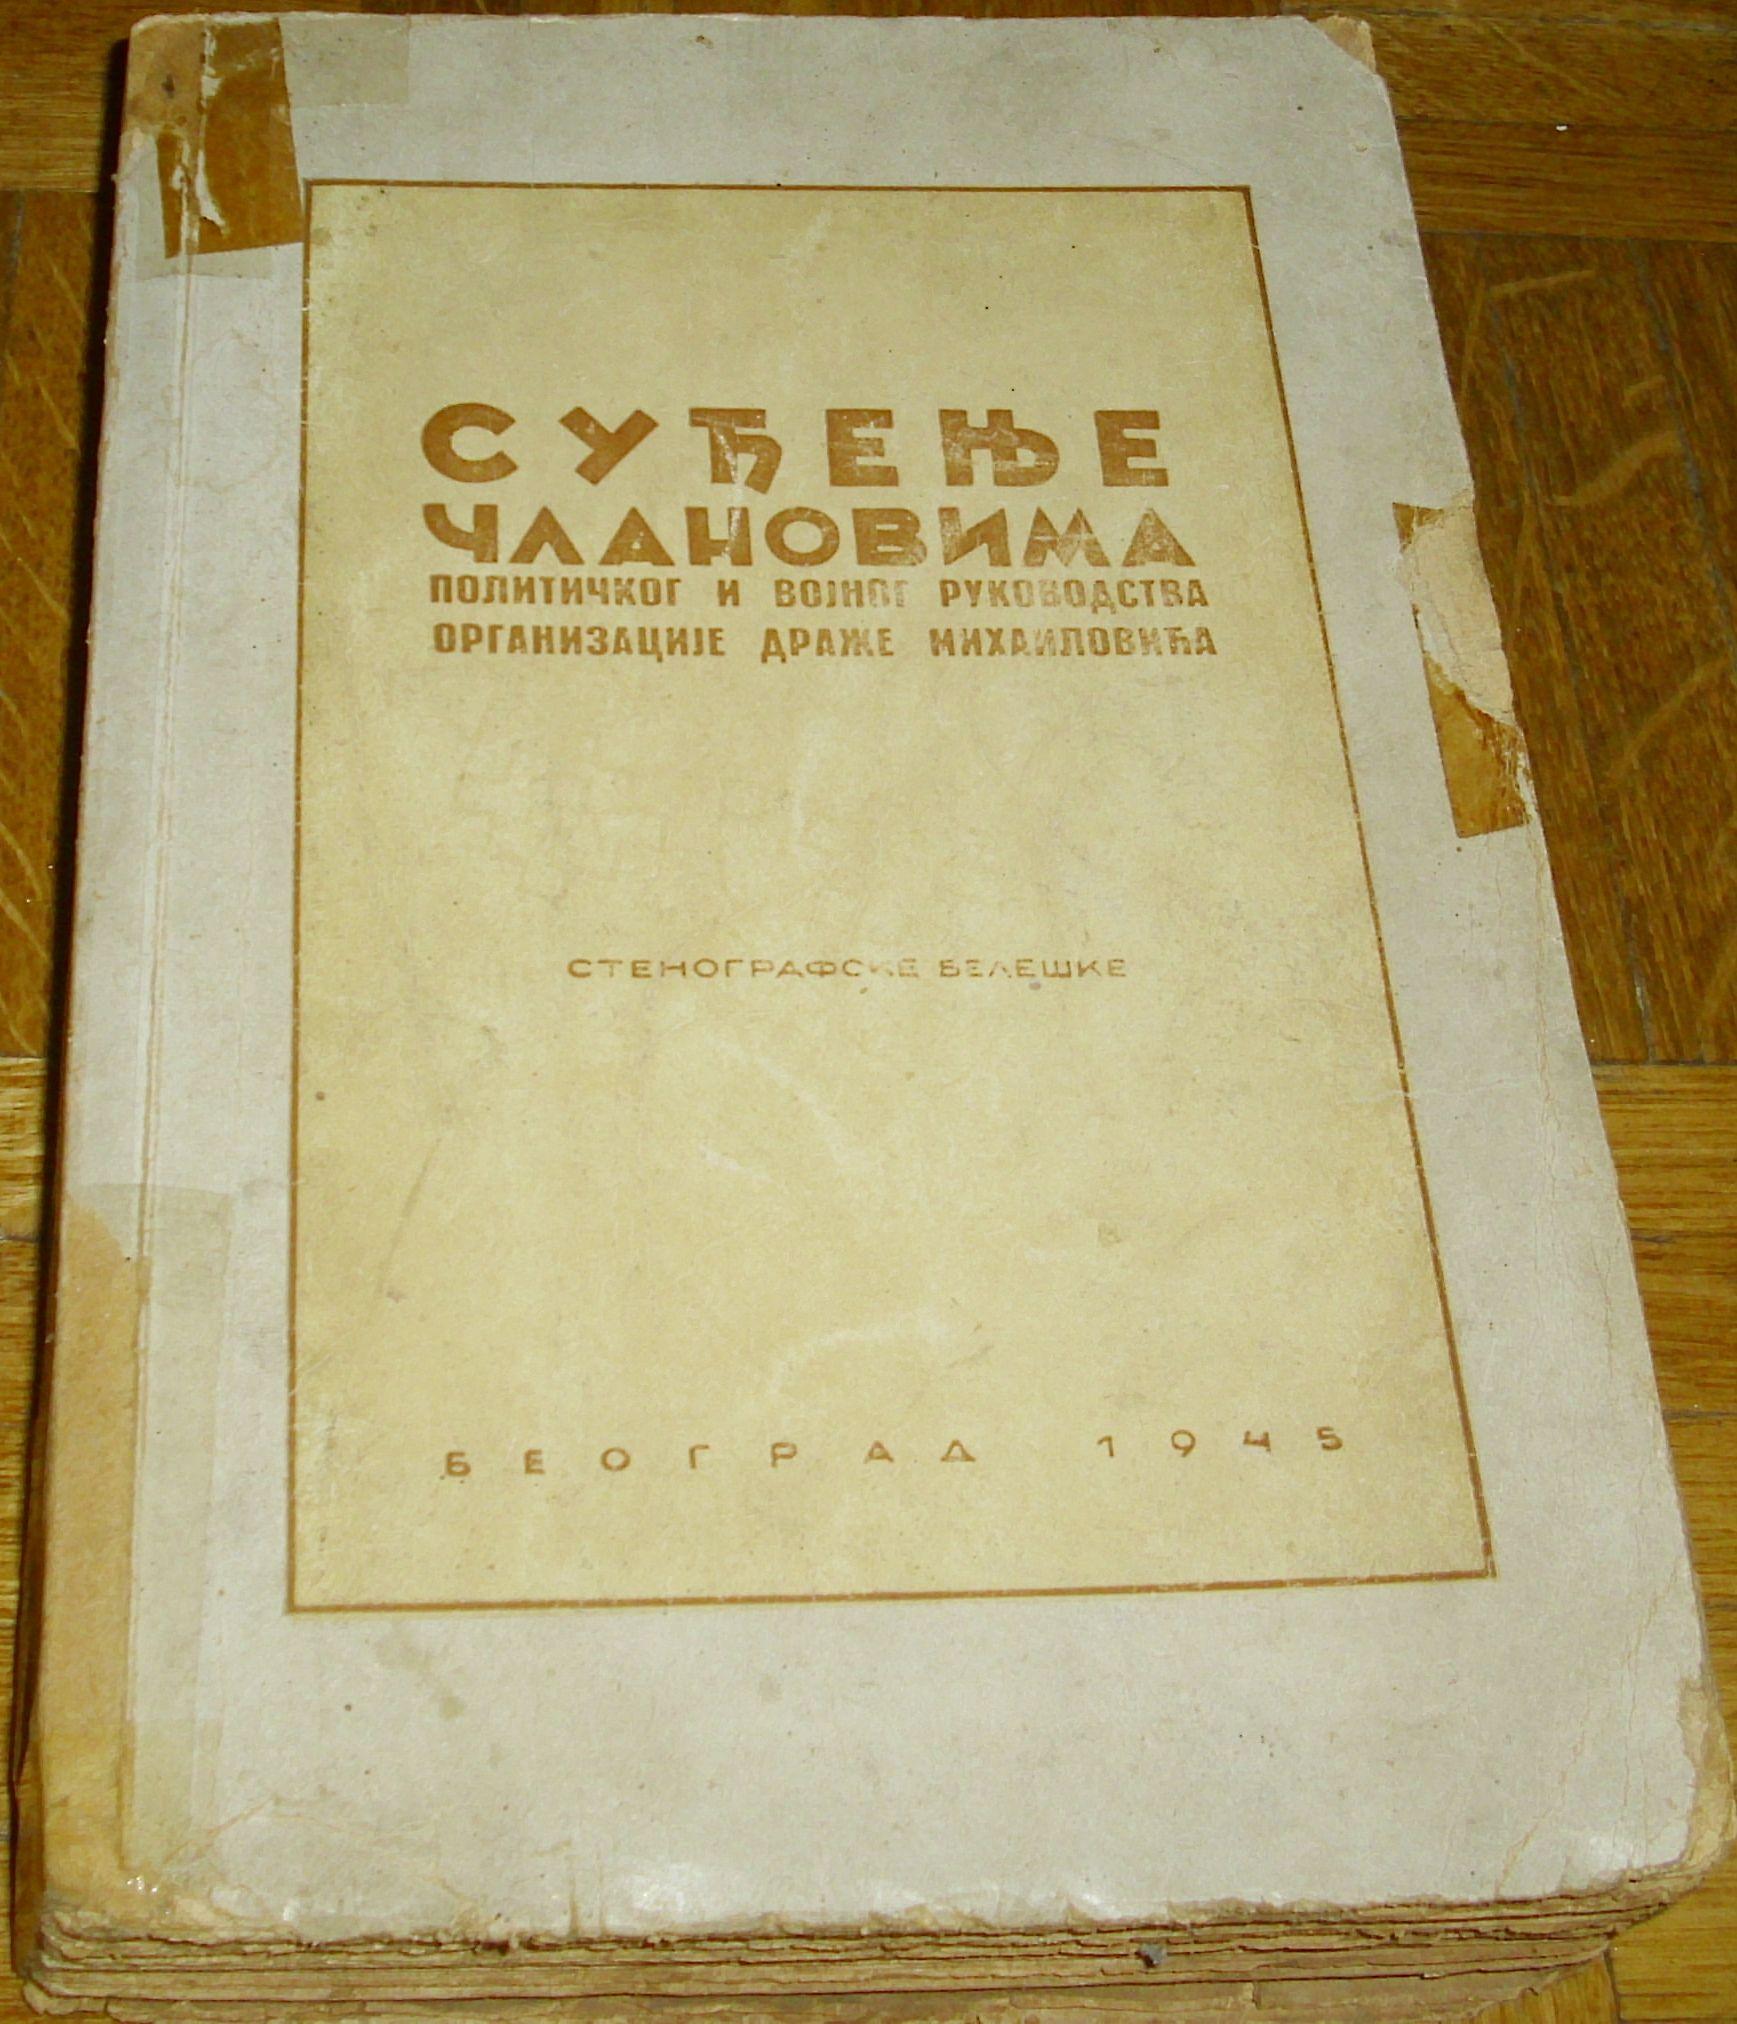 СУЂЕЊЕ
ЧЛАНОВИМА
ПОЛИТИЧКОГ И ВОЈНОГ РУКОВОДСТВА
ОРГАНИЗАЦИЈЕ ДРАЖЕ МИХАИЛОВИЋА
СТЕНОГРАФСКЕ БЕЛЕШКЕ
БЕОГРАД 1945